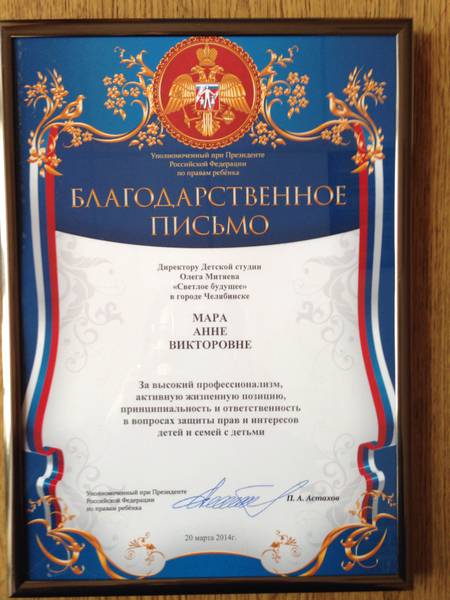 Уполномоченный при Президенте
Российской Федерации
по правам ребёнка
БЛАГОДАРСТВЕННОЕ
ПИСЬМО
Директору Детской студии
Олега Митяева
«Светлое будущее»
в городе Челябинске
МАРА
АННЕ
ВИКТОРОВНЕ
За высокий профессионализм,
активную жизненную позицию,
принципиальность и ответственность
в вопросах защиты прав и интересов
детей и семей с детьми
Уполномоченный при Президенте
Российской Федерации
по правам ребёнка
П. А. Астахов
20 марта 2014г.